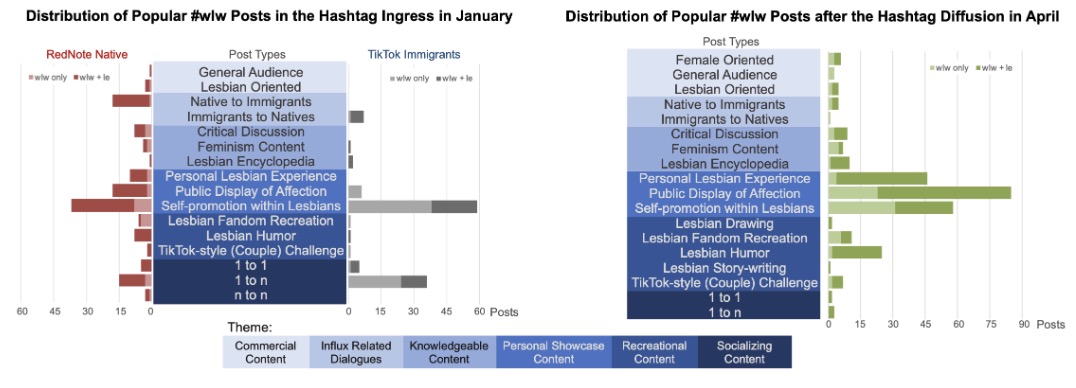 Distribution of Popular #wlw Posts in the Hashtag Ingress in January
RedNote Native
Post Types
TikTok Immigrants
wlw only
wlw + le
wlw only
wlw + le
General Audience
Lesbian Oriented
Native to Immigrants
Immigrants to Natives
Critical Discussion
Feminism Content
Lesbian Encyclopedia
Personal Lesbian Experience
Public Display of Affection
Self-promotion within Lesbians
Lesbian Fandom Recreation
Lesbian Humor
TikTok-style (Couple) Challenge
1 to 1
1 to n
n to n
60 45 30 15 0
0 15 30 45 60 Posts
Distribution of Popular #wlw Posts after the Hashtag Diffusion in April
Post Types
wlw only
wlw + le
Female Oriented
General Audience
Lesbian Oriented
Native to Immigrants
Immigrants to Natives
Critical Discussion
Feminism Content
Lesbian Encyclopedia
Personal Lesbian Experience
Public Display of Affection
Self-promotion within Lesbians
Lesbian Drawing
Lesbian Fandom Recreation
Lesbian Humor
Lesbian Story-writing
TikTok-style (Couple) Challenge
1 to 1
1 to n
0 15 30 45 60 75 90 Posts
Theme:
Commercial
Content
Influx Related
Dialogues
Knowledgeable
Content
Personal Showcase
Content
Recreational
Content
Socializing
Content